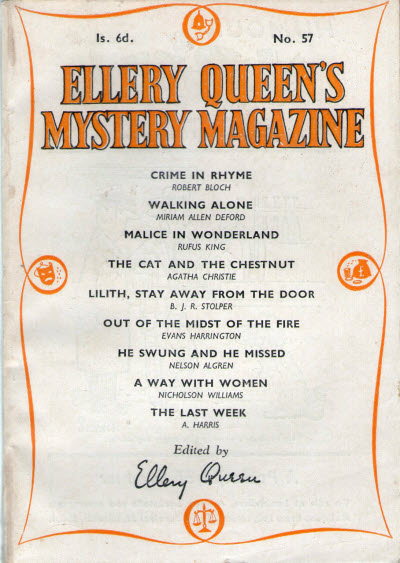 1s. 6d. No. 57
ELLERY QUEEN'S
MYSTERY MAGAZINE
CRIME IN RHYME
ROBERT BLOCH
WALKING ALONE
MIRIAM ALLEN DEFORD
MALICE IN WONDERLAND
RUFUS KING
THE CAT AND THE CHESTNUT
AGATHA CHRISTIE
LILITH, STAY AWAY FROM THE DOOR
B. J. R. STOLPER
OUT OF THE MIDST OF THE FIRE
EVANS HARRINGTON
HE SWUNG AND HE MISSED
NELSON ALGREN
A WAY WITH WOMEN
NICHOLSON WILLIAMS
THE LAST WEEK
A. HARRIS
Edited by
Ellery Queen